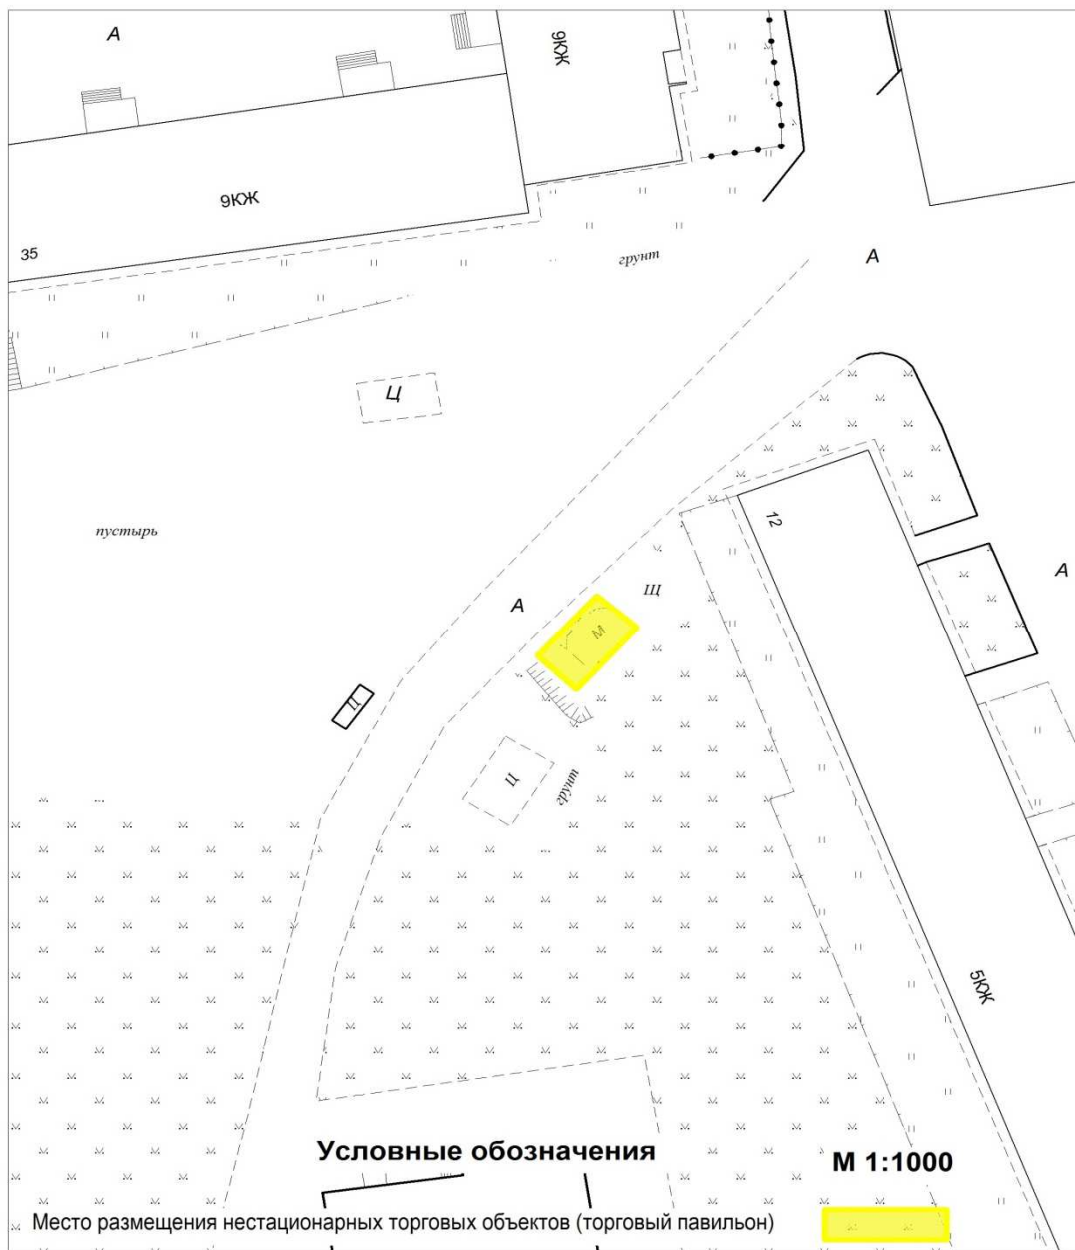 А
9КЖ
9КЖ
35
грунт
А
Ц
пустырь
12
А
А
Щ
М
Ц
Ц
грунт
5КЖ
Условные обозначения
М 1:1000
Место размещения нестационарных торговых объектов (торговый павильон)